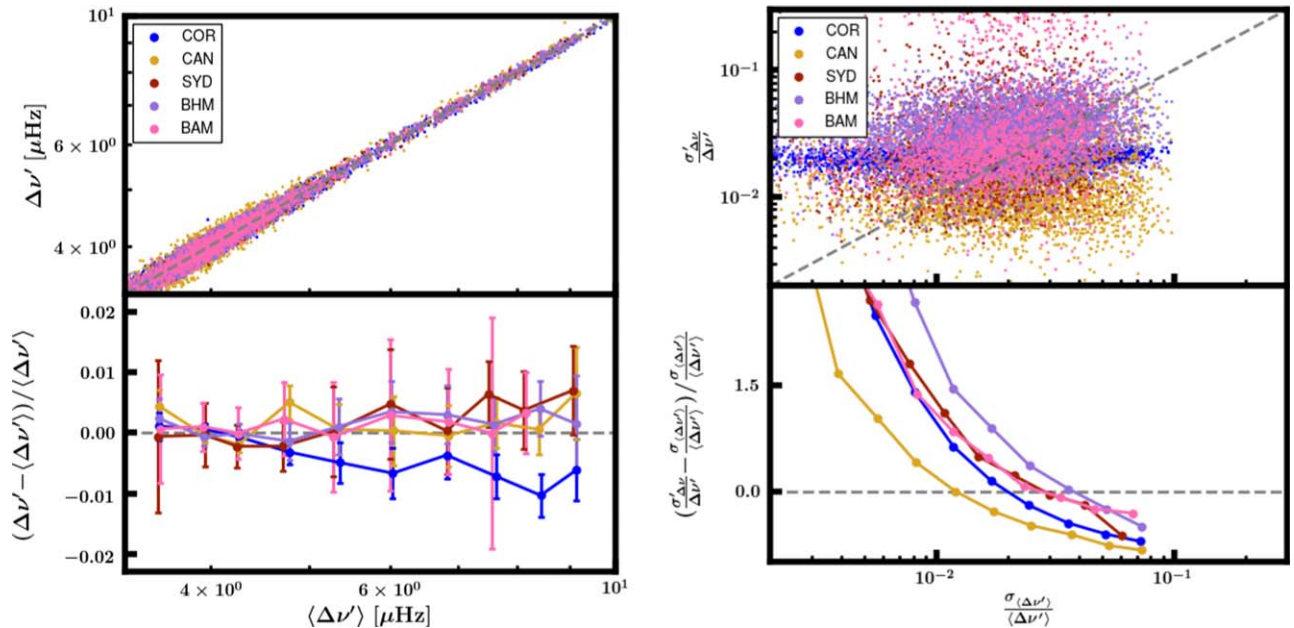 10¹
6 × 10⁰
4 × 10⁰
Δν′ [μHz]
COR
CAN
SYD
BHM
BAM
0.02
0.01
0.00
−0.01
−0.02
(Δν′−⟨Δν′⟩)/⟨Δν′⟩
4 × 10⁰ 6 × 10⁰ 10¹
⟨Δν′⟩ [μHz]
10⁻¹
10⁻²
σ′Δν/Δν′
COR
CAN
SYD
BHM
BAM
1.5
0.0
(σ′Δν/Δν′ − σ⟨Δν′⟩/⟨Δν′⟩)/σ⟨Δν′⟩/⟨Δν′⟩
10⁻² 10⁻¹
σ⟨Δν′⟩/⟨Δν′⟩